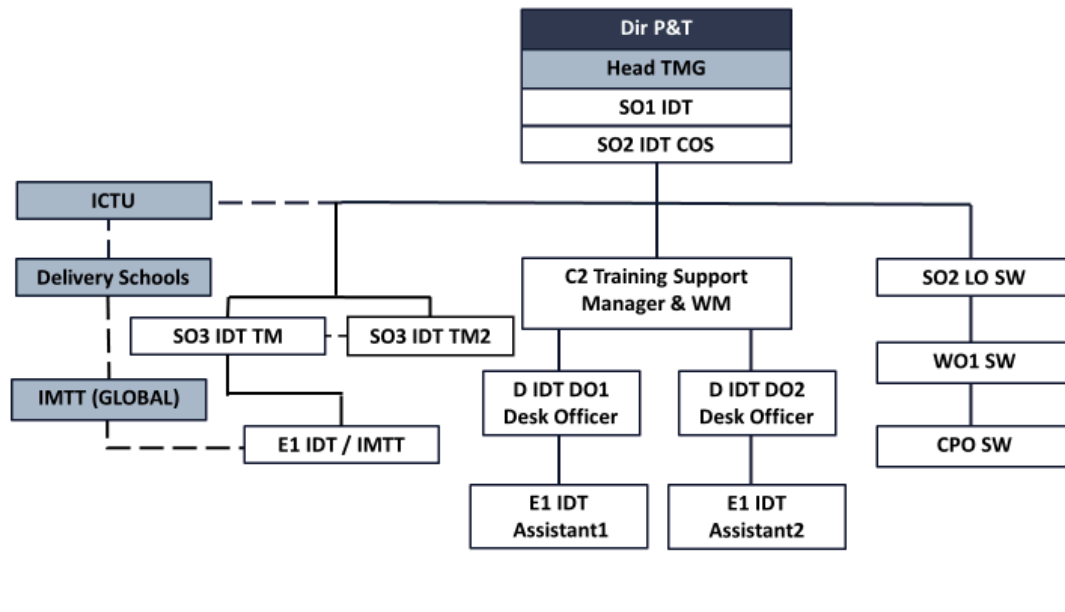 Dir P&T
Head TMG
SO1 IDT
SO2 IDT COS
ICTU
Delivery Schools
IMTT (GLOBAL)
SO3 IDT TM
SO3 IDT TM2
E1 IDT / IMTT
C2 Training Support
Manager & WM
D IDT DO1
Desk Officer
D IDT DO2
Desk Officer
E1 IDT
Assistant1
E1 IDT
Assistant2
SO2 LO SW
WO1 SW
CPO SW